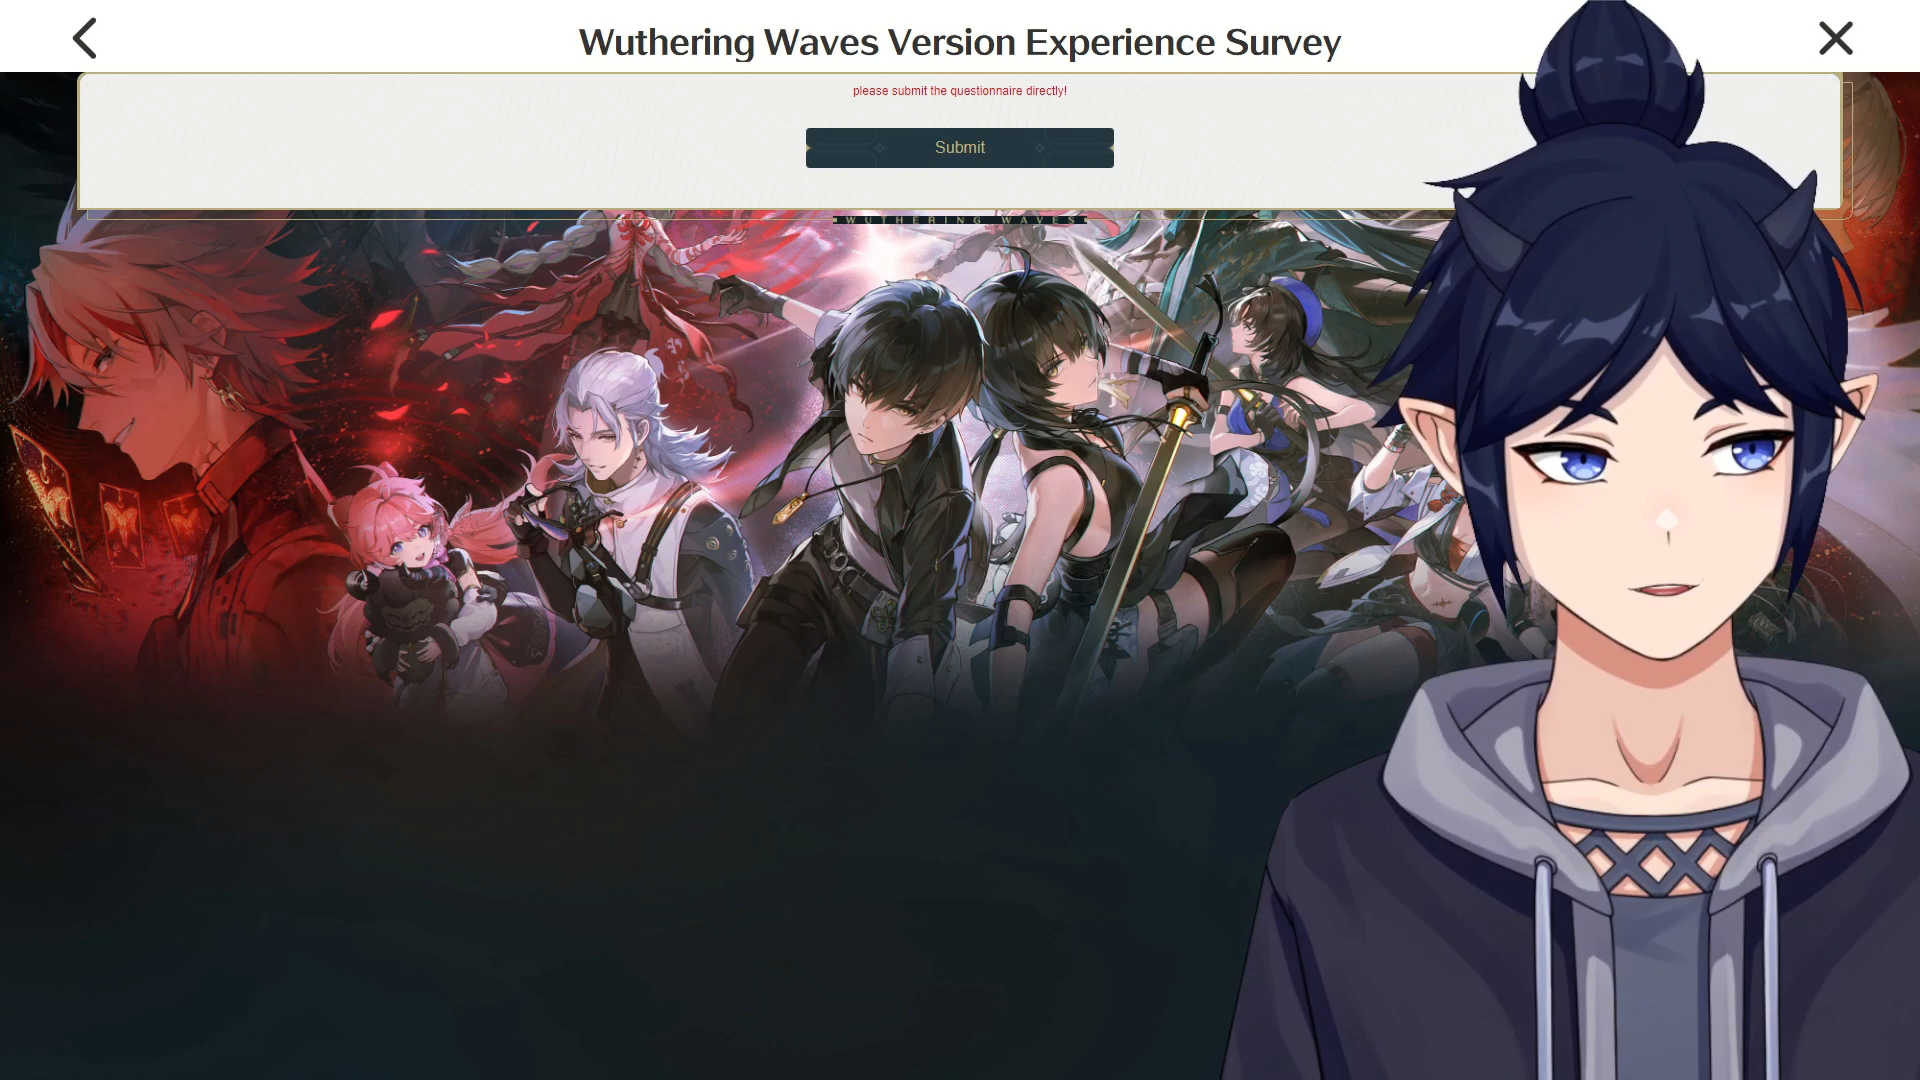 Wuthering Waves Version Experience Survey
please submit the questionnaire directly!
Submit
WUTHERING WAVES